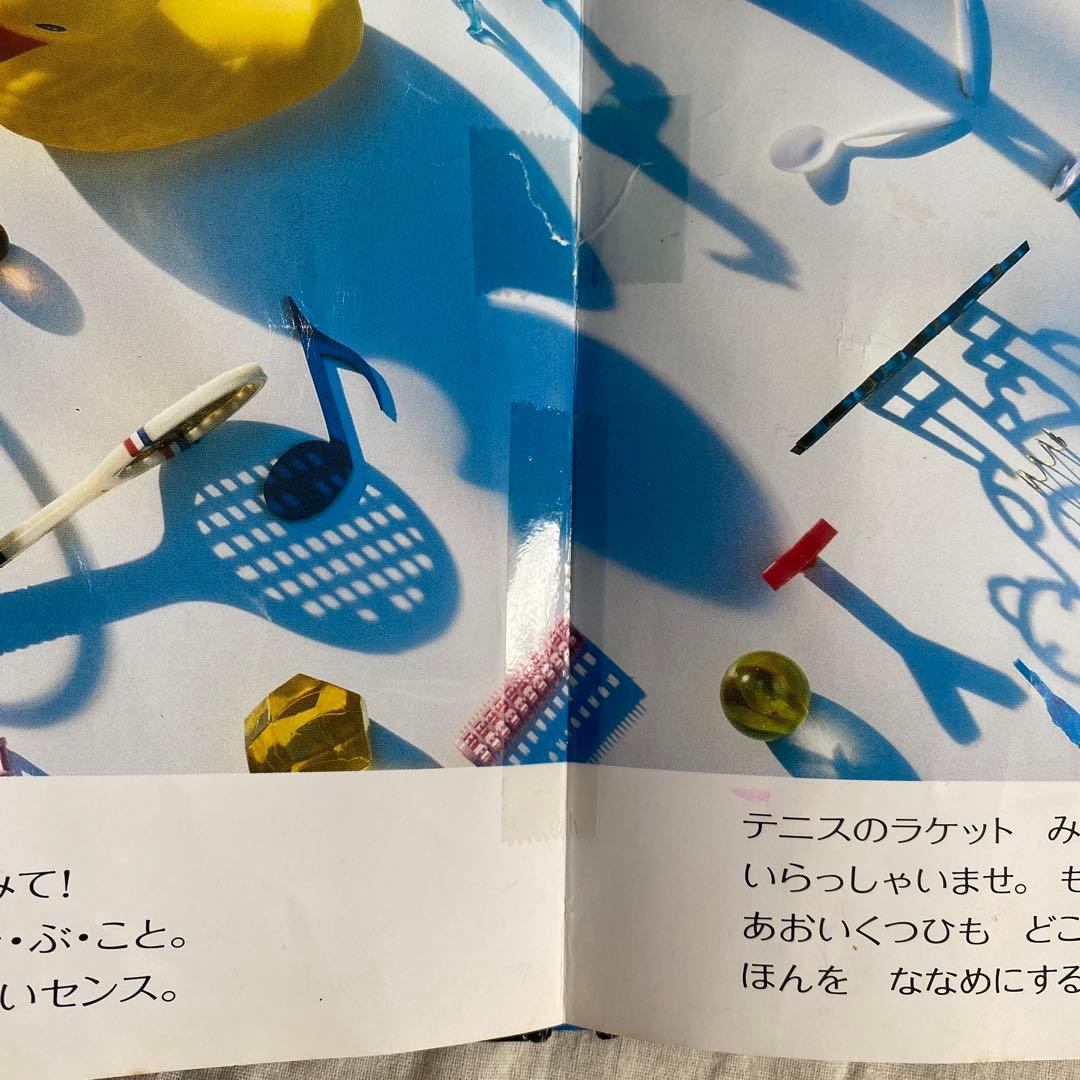 みて!
・ぶ・こと。
いセンス。
テニスのラケット　み
いらっしゃいませ。も
あおいくつひも　どこ
ほんを　ななめにする